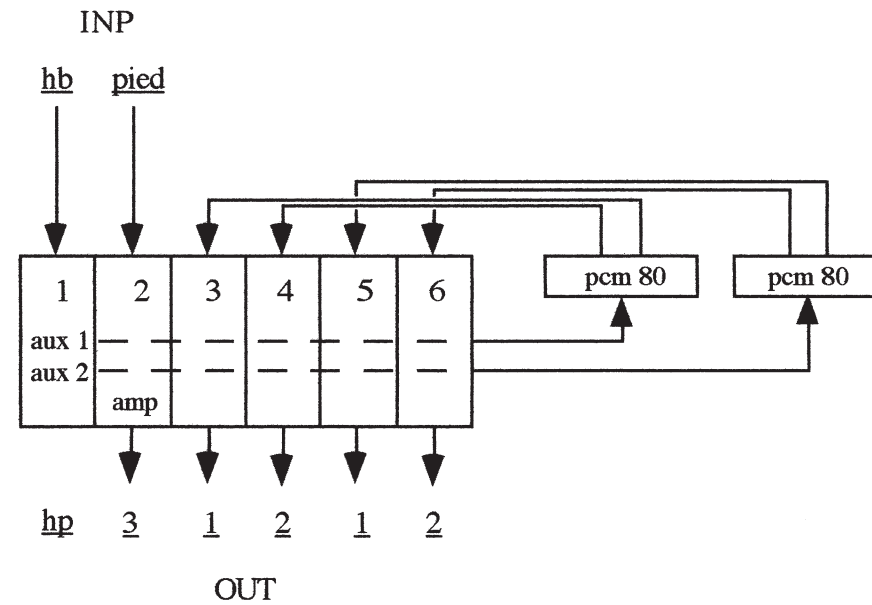 INP
hb pied
1 2 3 4 5 6
pcm 80 pcm 80
aux 1
aux 2
amp
hp 3 1 2 1 2
OUT